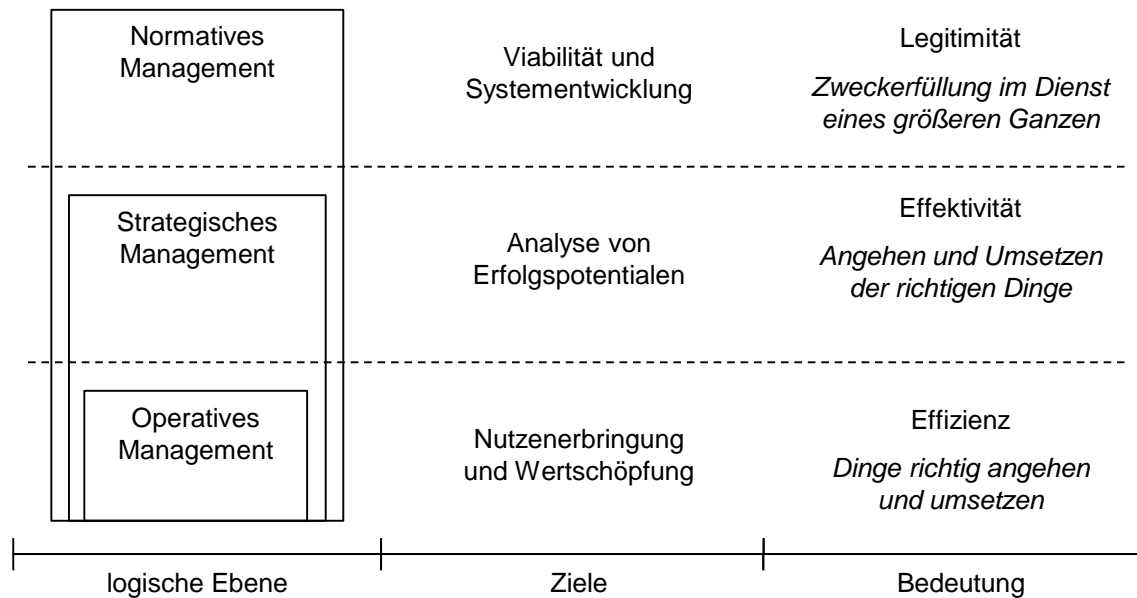 Normatives
Management
Viabilität und
Systementwicklung
Legitimität
Zweckerfüllung im Dienst
eines größeren Ganzen
Strategisches
Management
Analyse von
Erfolgspotentialen
Effektivität
Angehen und Umsetzen
der richtigen Dinge
Operatives
Management
Nutzenerbringung
und Wertschöpfung
Effizienz
Dinge richtig angehen
und umsetzen
logische Ebene
Ziele
Bedeutung